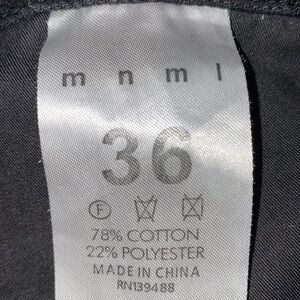 m n m l
36
F
78% COTTON
22% POLYESTER
MADE IN CHINA
RN139488